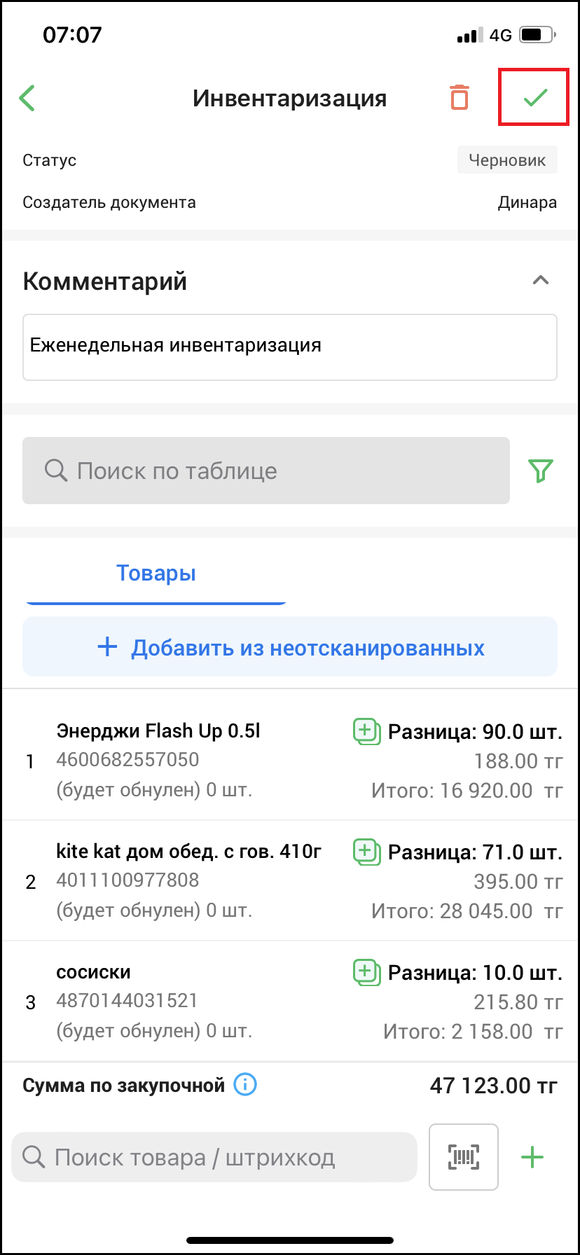 07:07 4G
Инвентаризация
Статус Черновик
Создатель документа Динара
Комментарий
Еженедельная инвентаризация
Поиск по таблице
Товары
+ Добавить из неотсканированных
Энерджи Flash Up 0.5l Разница: 90.0 шт.
1 4600682557050 188.00 тг
(будет обнулен) 0 шт. Итого: 16 920.00 тг
kite kat дом обед. с гов. 410г Разница: 71.0 шт.
2 4011100977808 395.00 тг
(будет обнулен) 0 шт. Итого: 28 045.00 тг
сосиски Разница: 10.0 шт.
3 4870144031521 215.80 тг
(будет обнулен) 0 шт. Итого: 2 158.00 тг
Сумма по закупочной 47 123.00 тг
Поиск товара / штрихкод